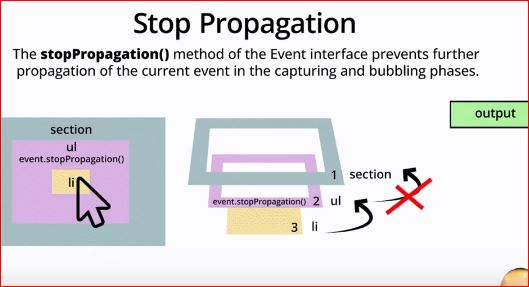 Stop Propagation
The stopPropagation() method of the Event interface prevents further
propagation of the current event in the capturing and bubbling phases.
output
section
ul
event.stopPropagation()
li
1 section
event.stopPropagation() 2 ul
3 li